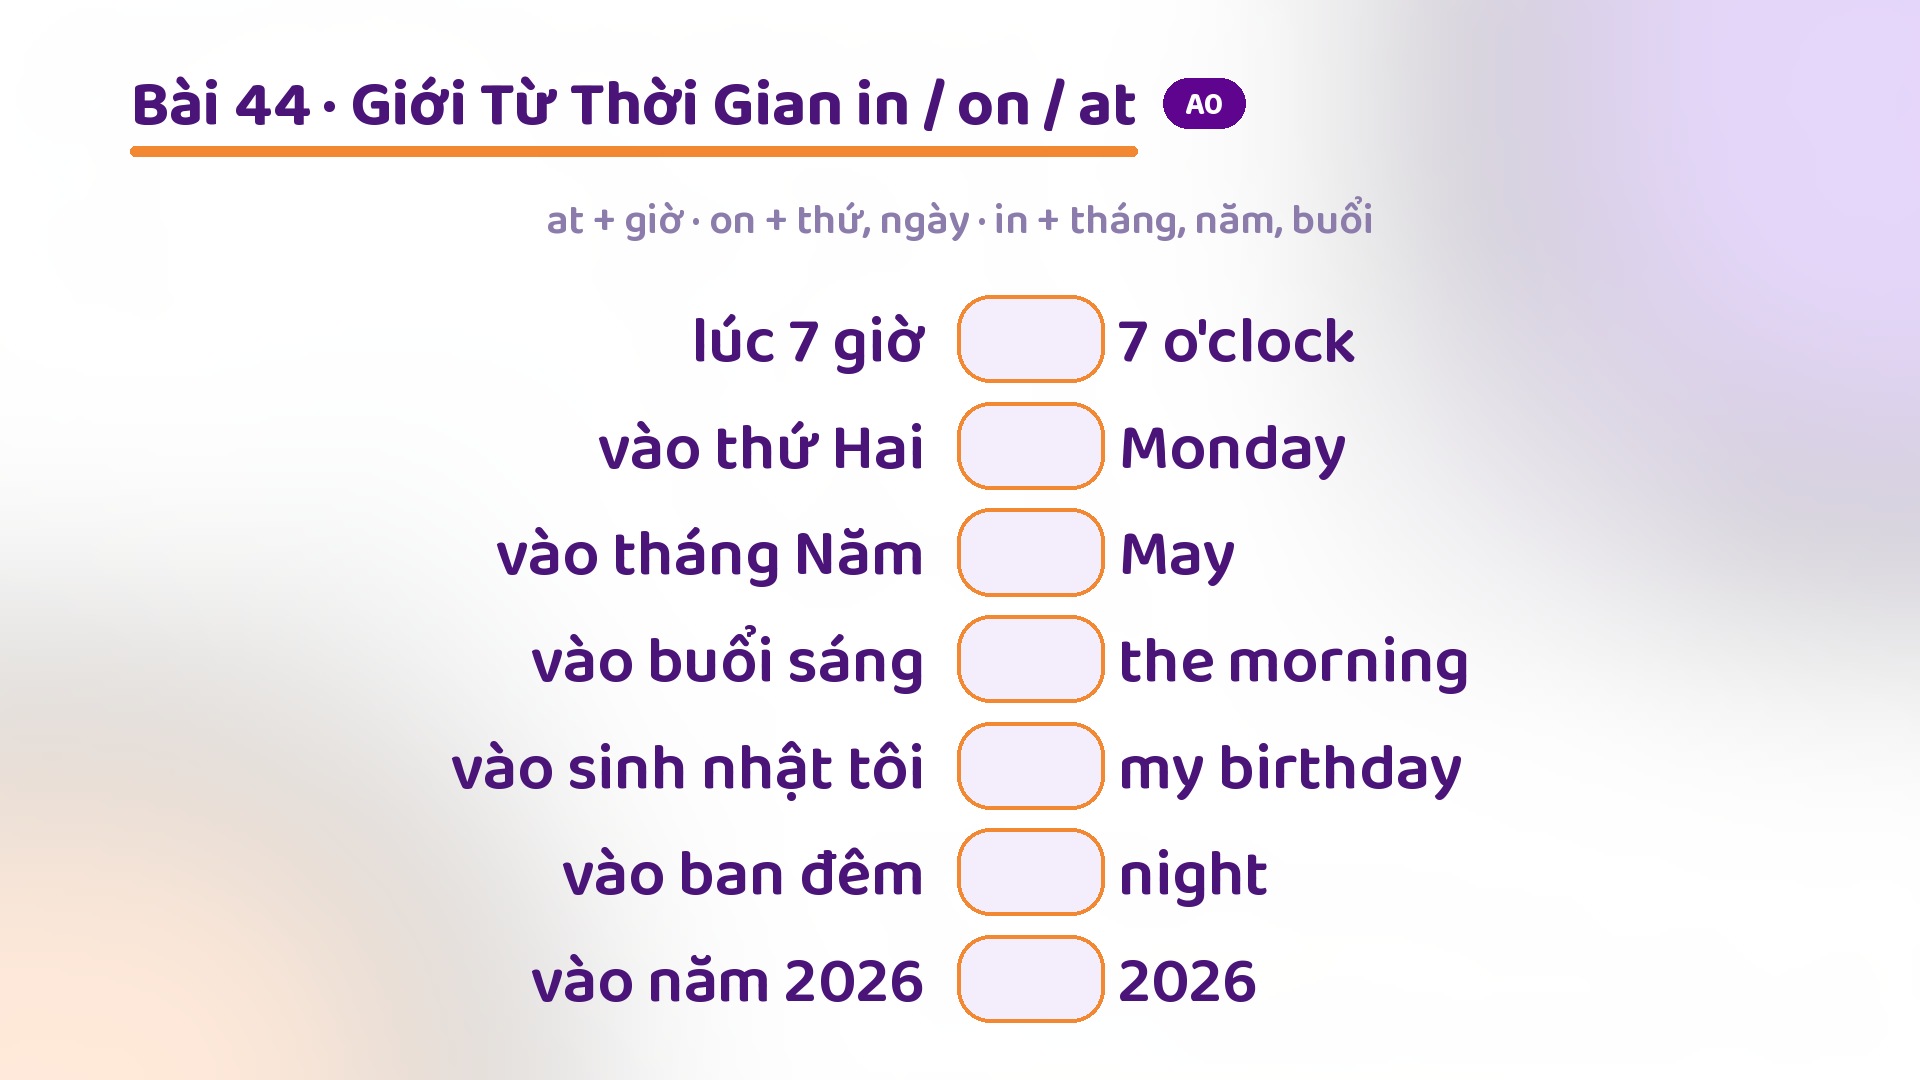 Bài 44 · Giới Từ Thời Gian in / on / at A0
at + giờ · on + thứ, ngày · in + tháng, năm, buổi
lúc 7 giờ 7 o'clock
vào thứ Hai Monday
vào tháng Năm May
vào buổi sáng the morning
vào sinh nhật tôi my birthday
vào ban đêm night
vào năm 2026 2026